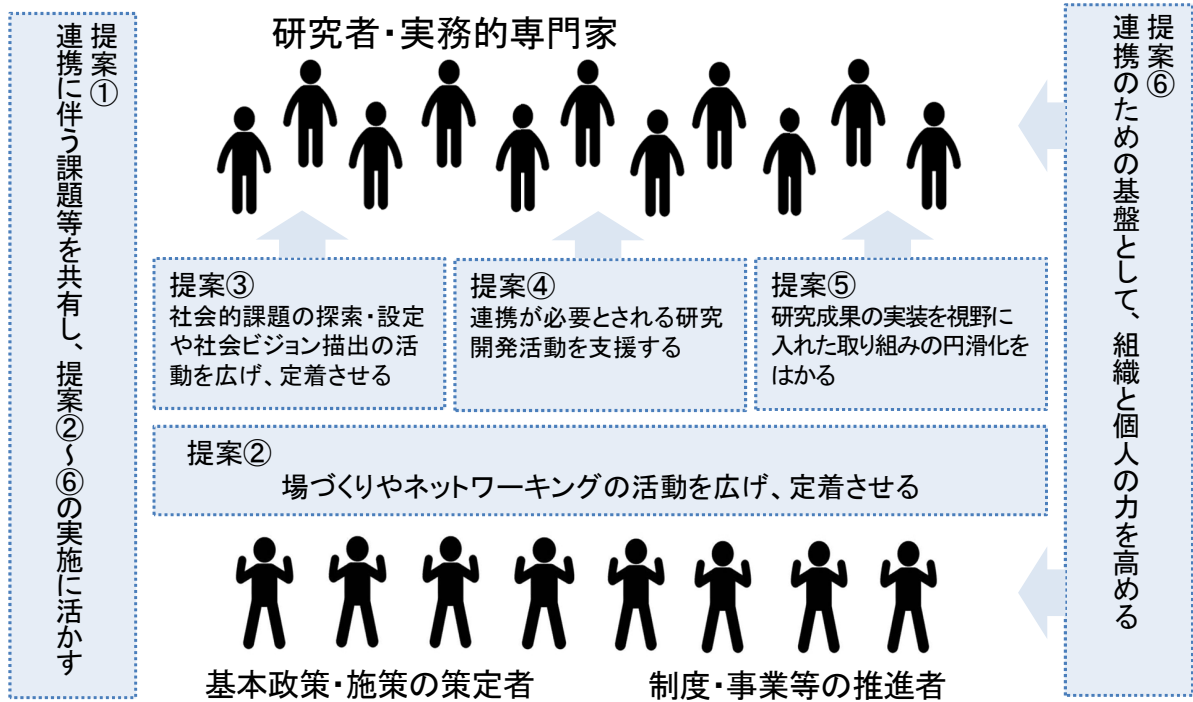 提案①
連携に伴う課題等を共有し、提案②～⑥の実施に活かす
研究者・実務的専門家
提案③
社会的課題の探索・設定
や社会ビジョン描出の活
動を広げ、定着させる
提案④
連携が必要とされる研究
開発活動を支援する
提案⑤
研究成果の実装を視野に
入れた取り組みの円滑化を
はかる
提案②
場づくりやネットワーキングの活動を広げ、定着させる
基本政策・施策の策定者
制度・事業等の推進者
提案⑥
連携のための基盤として、組織と個人の力を高める